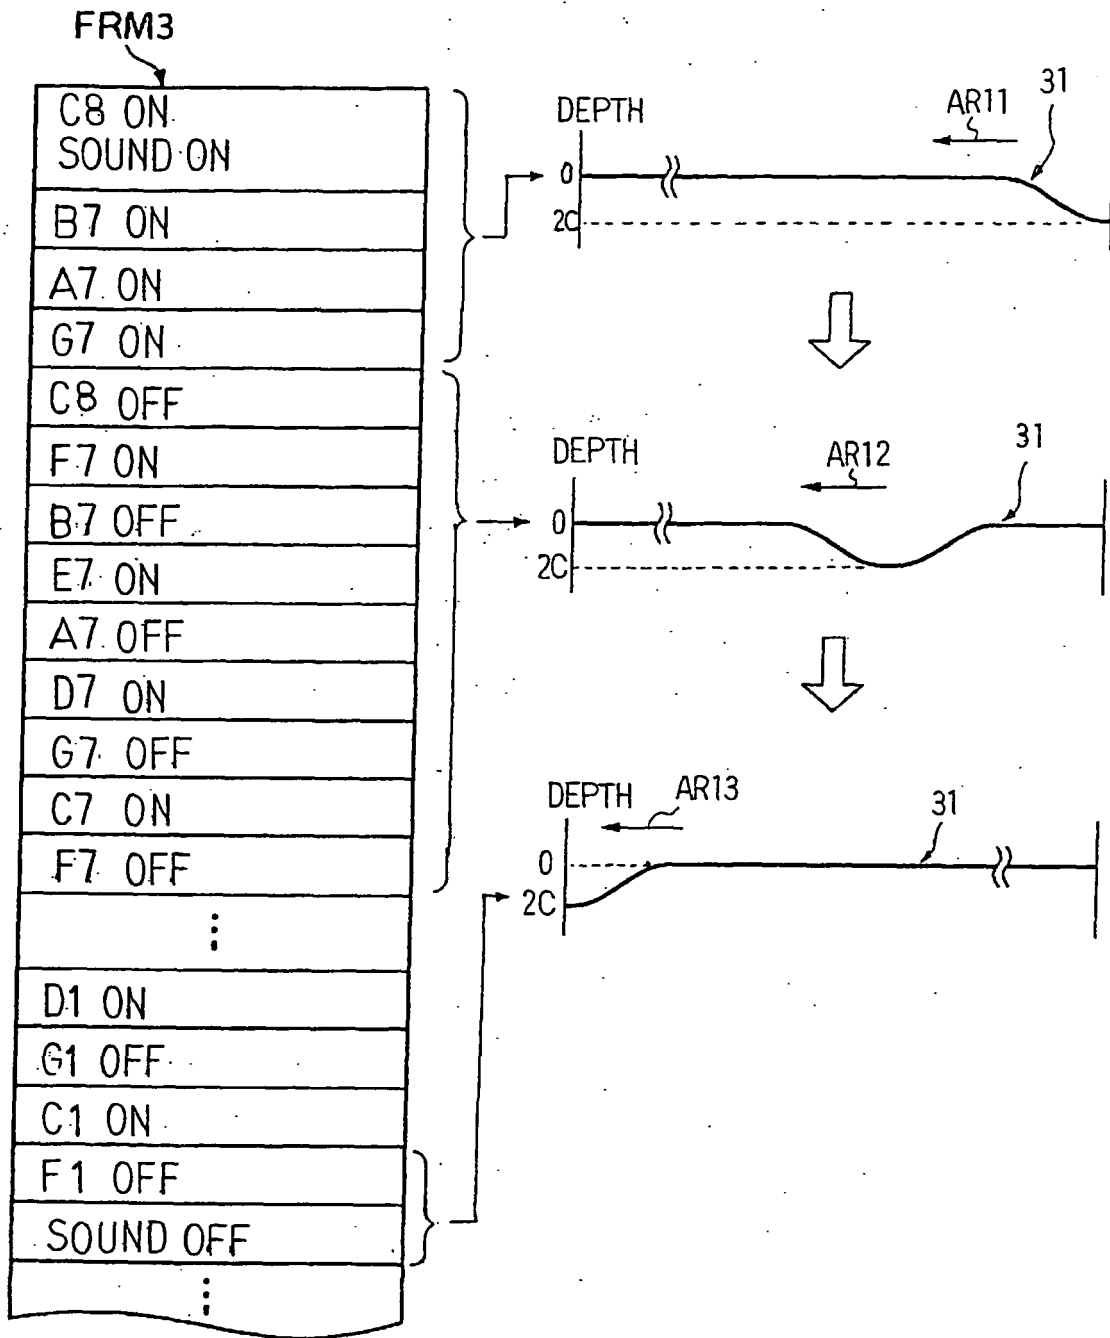 FRM3
C8 ON
SOUND ON
B7 ON
A7 ON
G7 ON
C8 OFF
F7 ON
B7 OFF
E7 ON
A7 OFF
D7 ON
G7 OFF
C7 ON
F7 OFF
⋮
D1 ON
G1 OFF
C1 ON
F1 OFF
SOUND OFF
⋮
DEPTH
AR11
31
0
2C
DEPTH
AR12
31
0
2C
DEPTH
AR13
31
0
2C